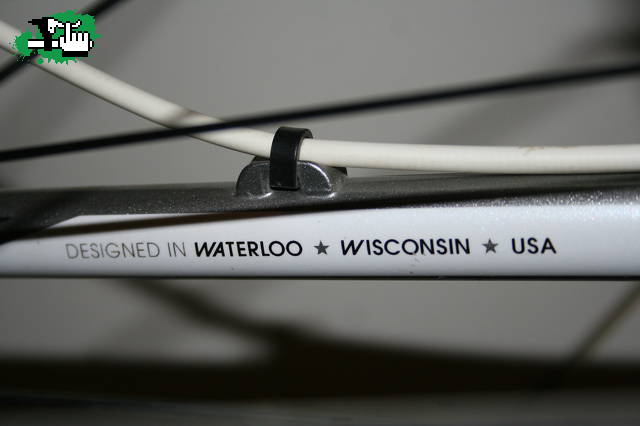 DESIGNED IN WATERLOO ★ WISCONSIN ★ USA